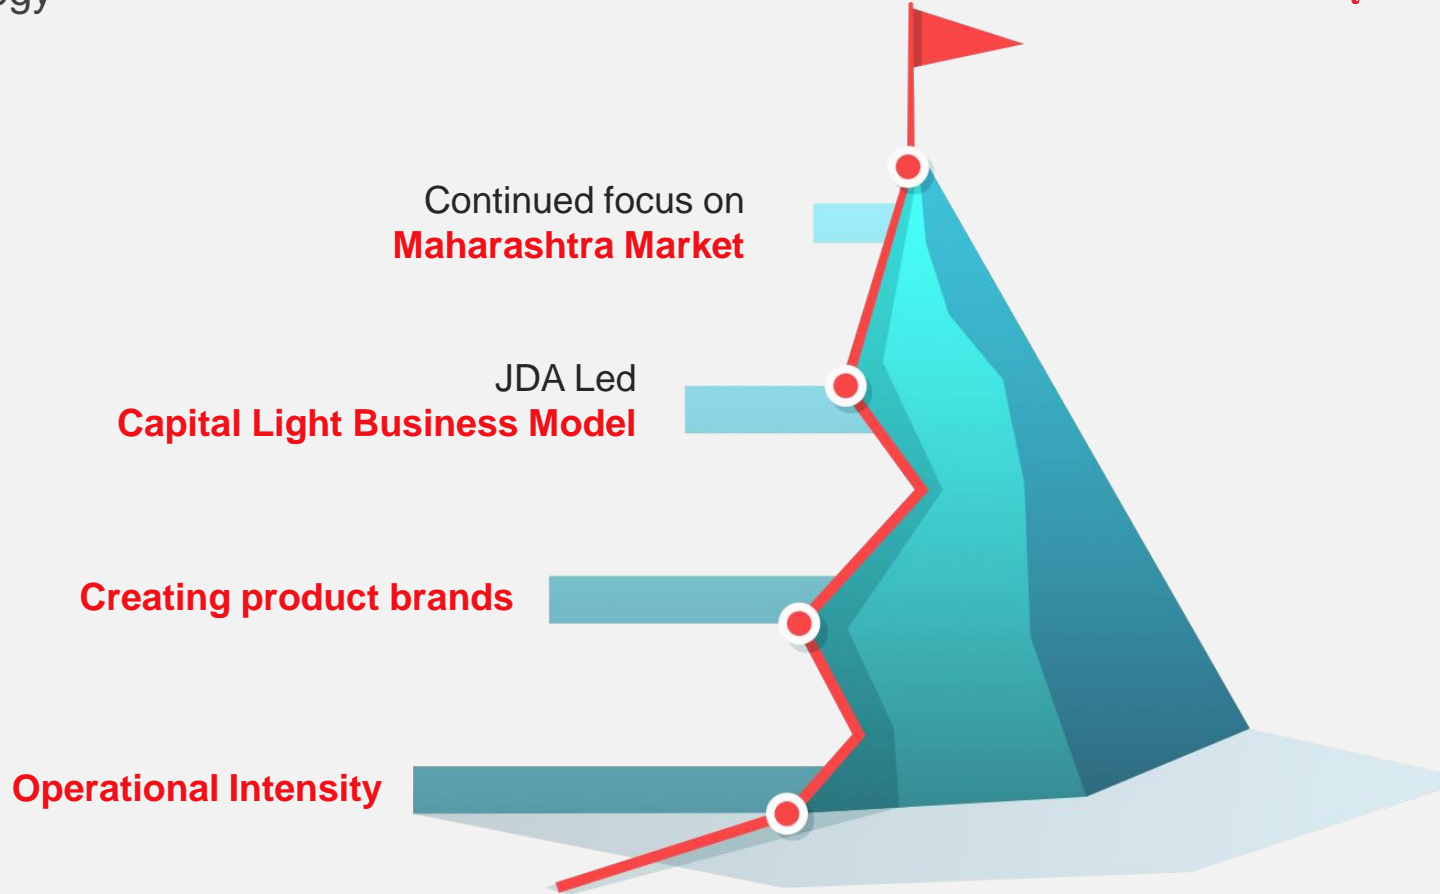 Continued focus on
Maharashtra Market
JDA Led
Capital Light Business Model
Creating product brands
Operational Intensity